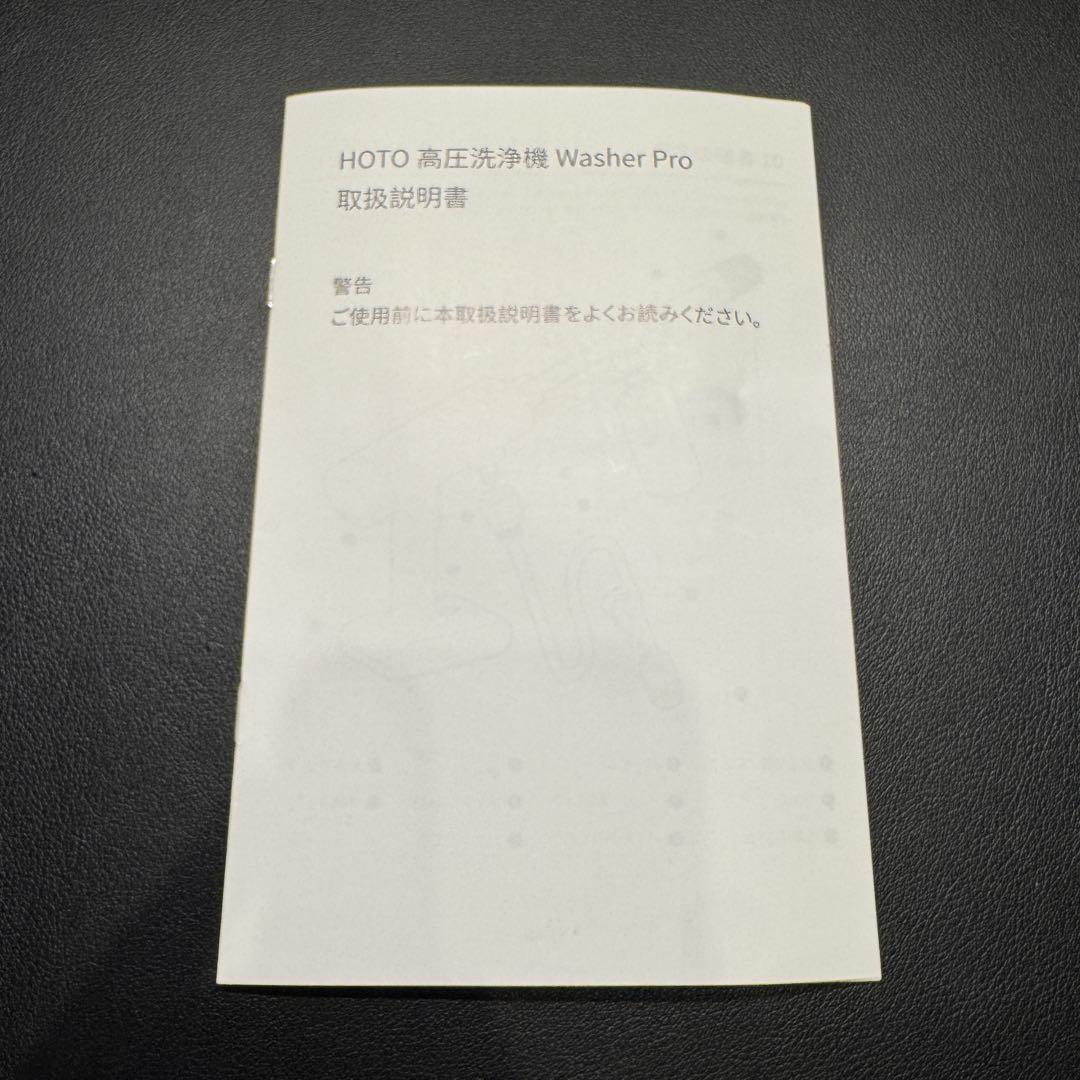 HOTO 高圧洗浄機 Washer Pro
取扱説明書
警告
ご使用前に本取扱説明書をよくお読みください。